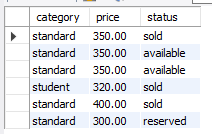 category price status
standard 350.00 sold
standard 350.00 available
standard 350.00 available
student 320.00 sold
standard 400.00 sold
standard 300.00 reserved